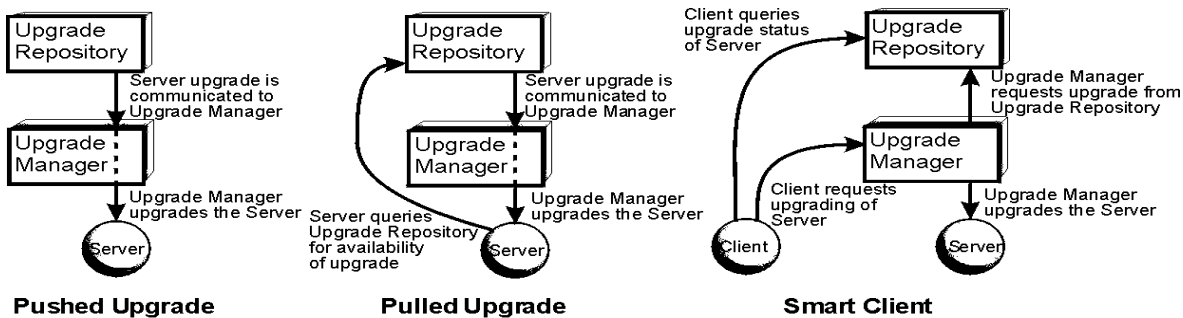 Upgrade
Repository
Server upgrade is
communicated to
Upgrade Manager
Upgrade
Manager
Upgrade Manager
upgrades the Server
Server
Pushed Upgrade
Upgrade
Repository
Server upgrade is
communicated to
Upgrade Manager
Upgrade
Manager
Upgrade Manager
upgrades the Server
Server queries
Upgrade Repository
for availability
of upgrade
Server
Pulled Upgrade
Client queries
upgrade status
of Server
Upgrade
Repository
Upgrade Manager
requests upgrade from
Upgrade Repository
Upgrade
Manager
Client requests
upgrading of
Server
Upgrade Manager
upgrades the Server
Client
Server
Smart Client